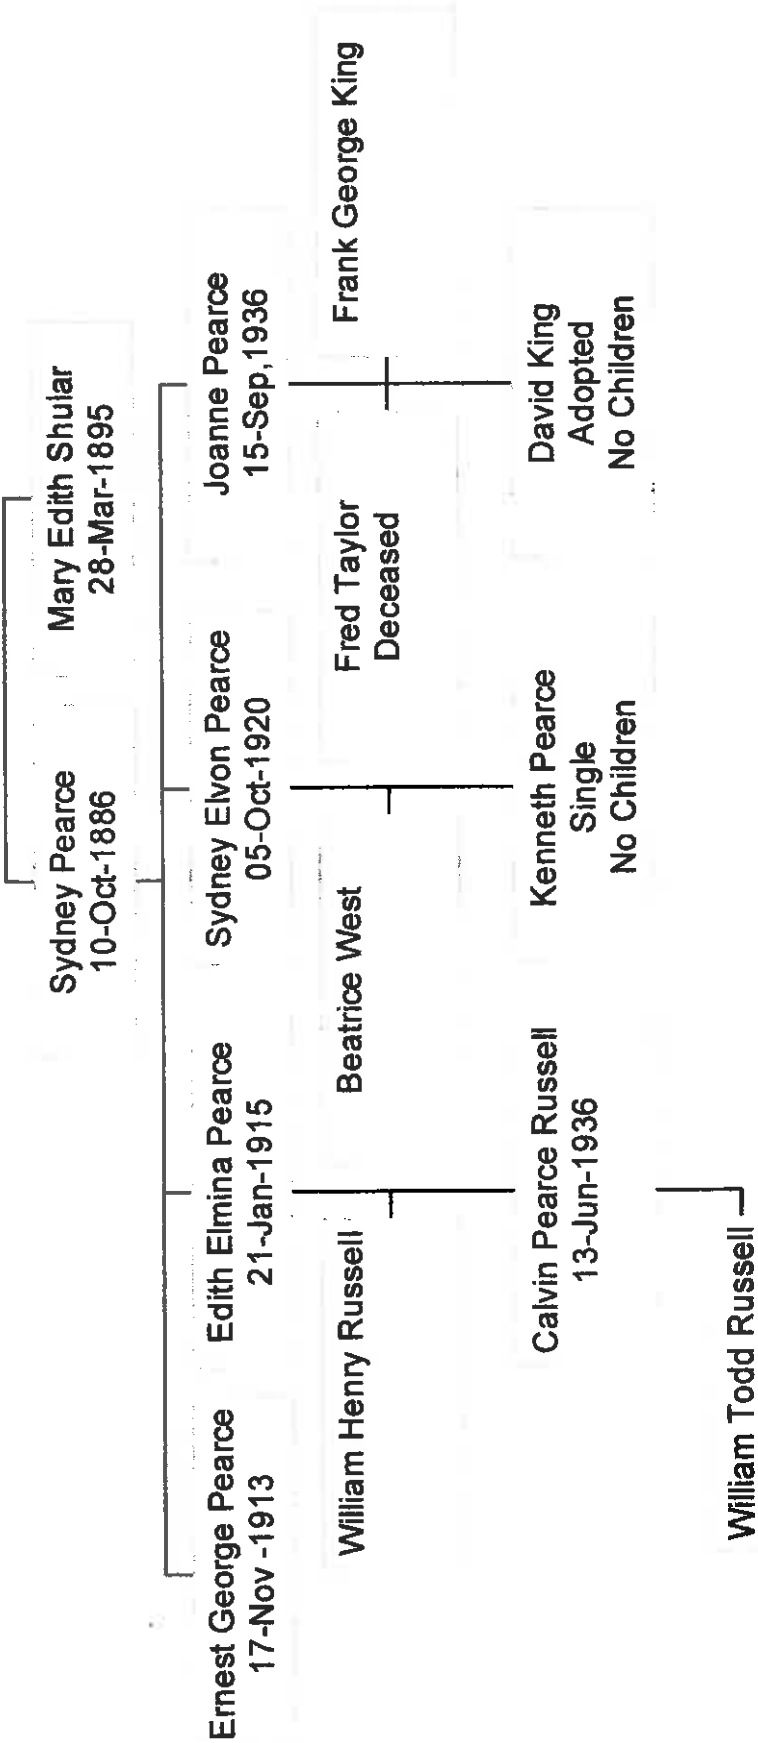 Sydney Pearce
10-Oct-1886
Mary Edith Shular
28-Mar-1895
Ernest George Pearce
17-Nov -1913
Edith Elmina Pearce
21-Jan-1915
Sydney Elvon Pearce
05-Oct-1920
Joanne Pearce
15-Sep,1936
William Henry Russell
Beatrice West
Fred Taylor
Deceased
Frank George King
Calvin Pearce Russell
13-Jun-1936
Kenneth Pearce
Single
No Children
David King
Adopted
No Children
William Todd Russell